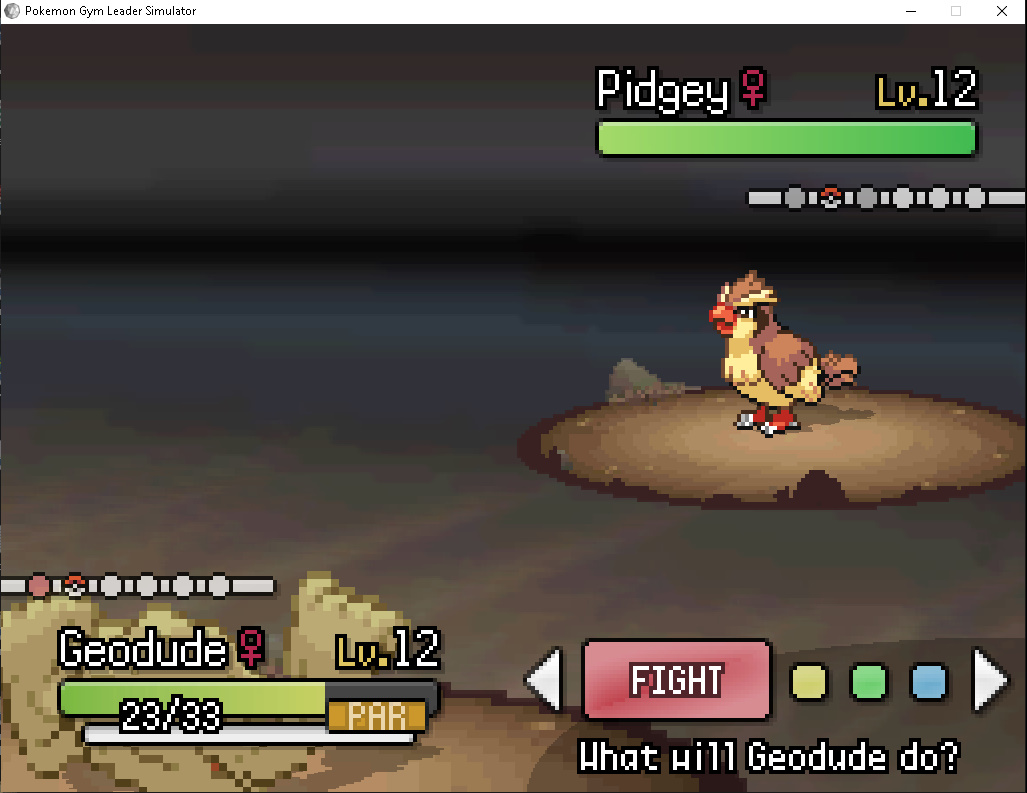 Pokemon Gym Leader Simulator
Pidgey♀ Lv.12
Geodude♀ Lv.12
23/33 PAR
FIGHT
What will Geodude do?